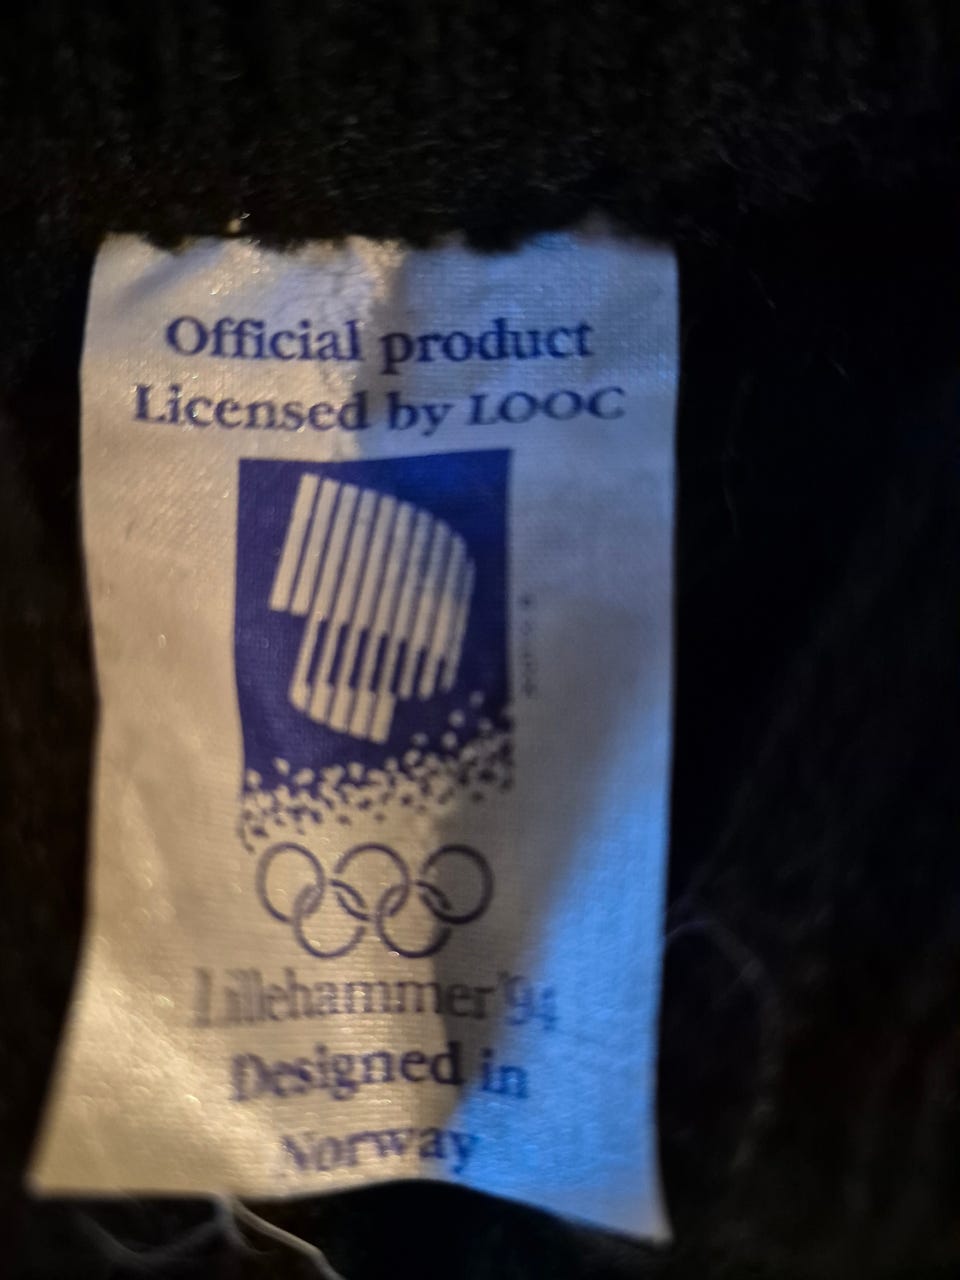 Official product
Licensed by LOOC
Lillehammer'94
Designed in
Norway